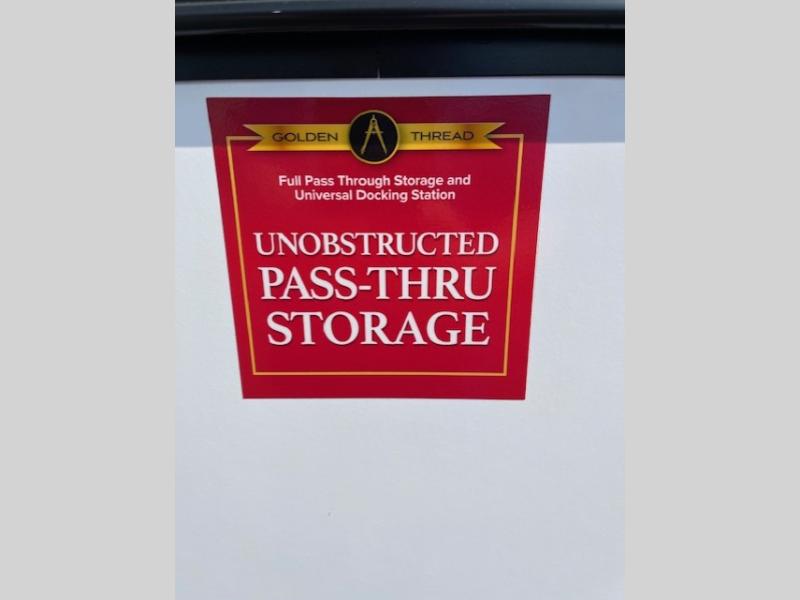 GOLDEN THREAD
Full Pass Through Storage and
Universal Docking Station
UNOBSTRUCTED
PASS-THRU
STORAGE